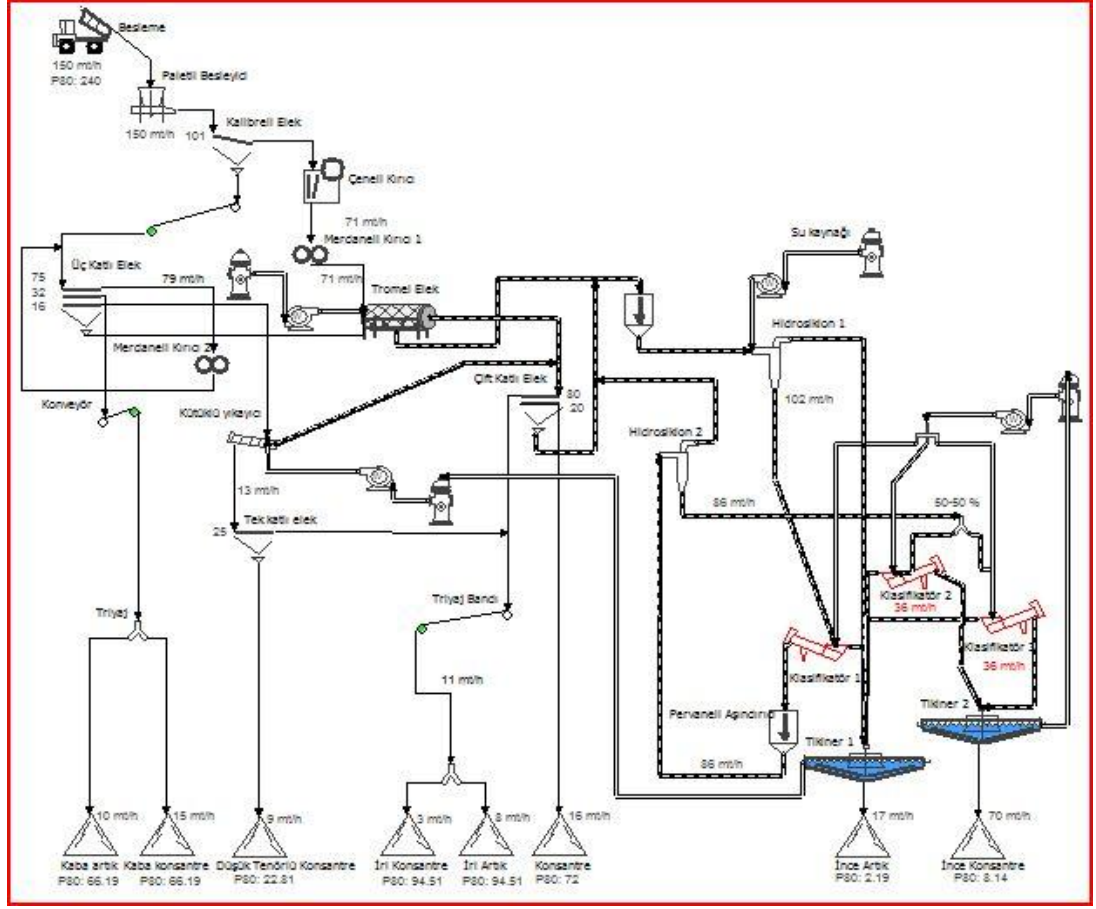 Besleme
150 mt/h
P80: 240
Paletli Besleyici
150 mt/h
101
Kalibreli Elek
Çeneli Kırıcı
71 mt/h
Merdaneli Kırıcı 1
71 mt/h
Su kaynağı
Üç Katlı Elek
75
32
16
79 mt/h
Tromel Elek
Hidrosiklon 1
Merdaneli Kırıcı 2
Çift Katlı Elek
80
20
102 mt/h
Konveyör
Kütüklü yıkayıcı
Hidrosiklon 2
13 mt/h
86 mt/h
50-50 %
Tek katlı elek
25
Klasifikatör 2
36 mt/h
Triyaj
Triyaj Bandı
Klasifikatör 3
36 mt/h
Klasifikatör 1
11 mt/h
Pervaneli Aşındırıcı
Tikiner 2
Tikiner 1
86 mt/h
10 mt/h
15 mt/h
9 mt/h
3 mt/h
8 mt/h
16 mt/h
17 mt/h
70 mt/h
Kaba artık
P80: 66.19
Kaba konsantre
P80: 66.19
Düşük Tenörlü Konsantre
P80: 22.81
İri Konsantre
P80: 94.51
İri Artık
P80: 94.51
Konsantre
P80: 72
İnce Artık
P80: 2.19
İnce Konsantre
P80: 8.14